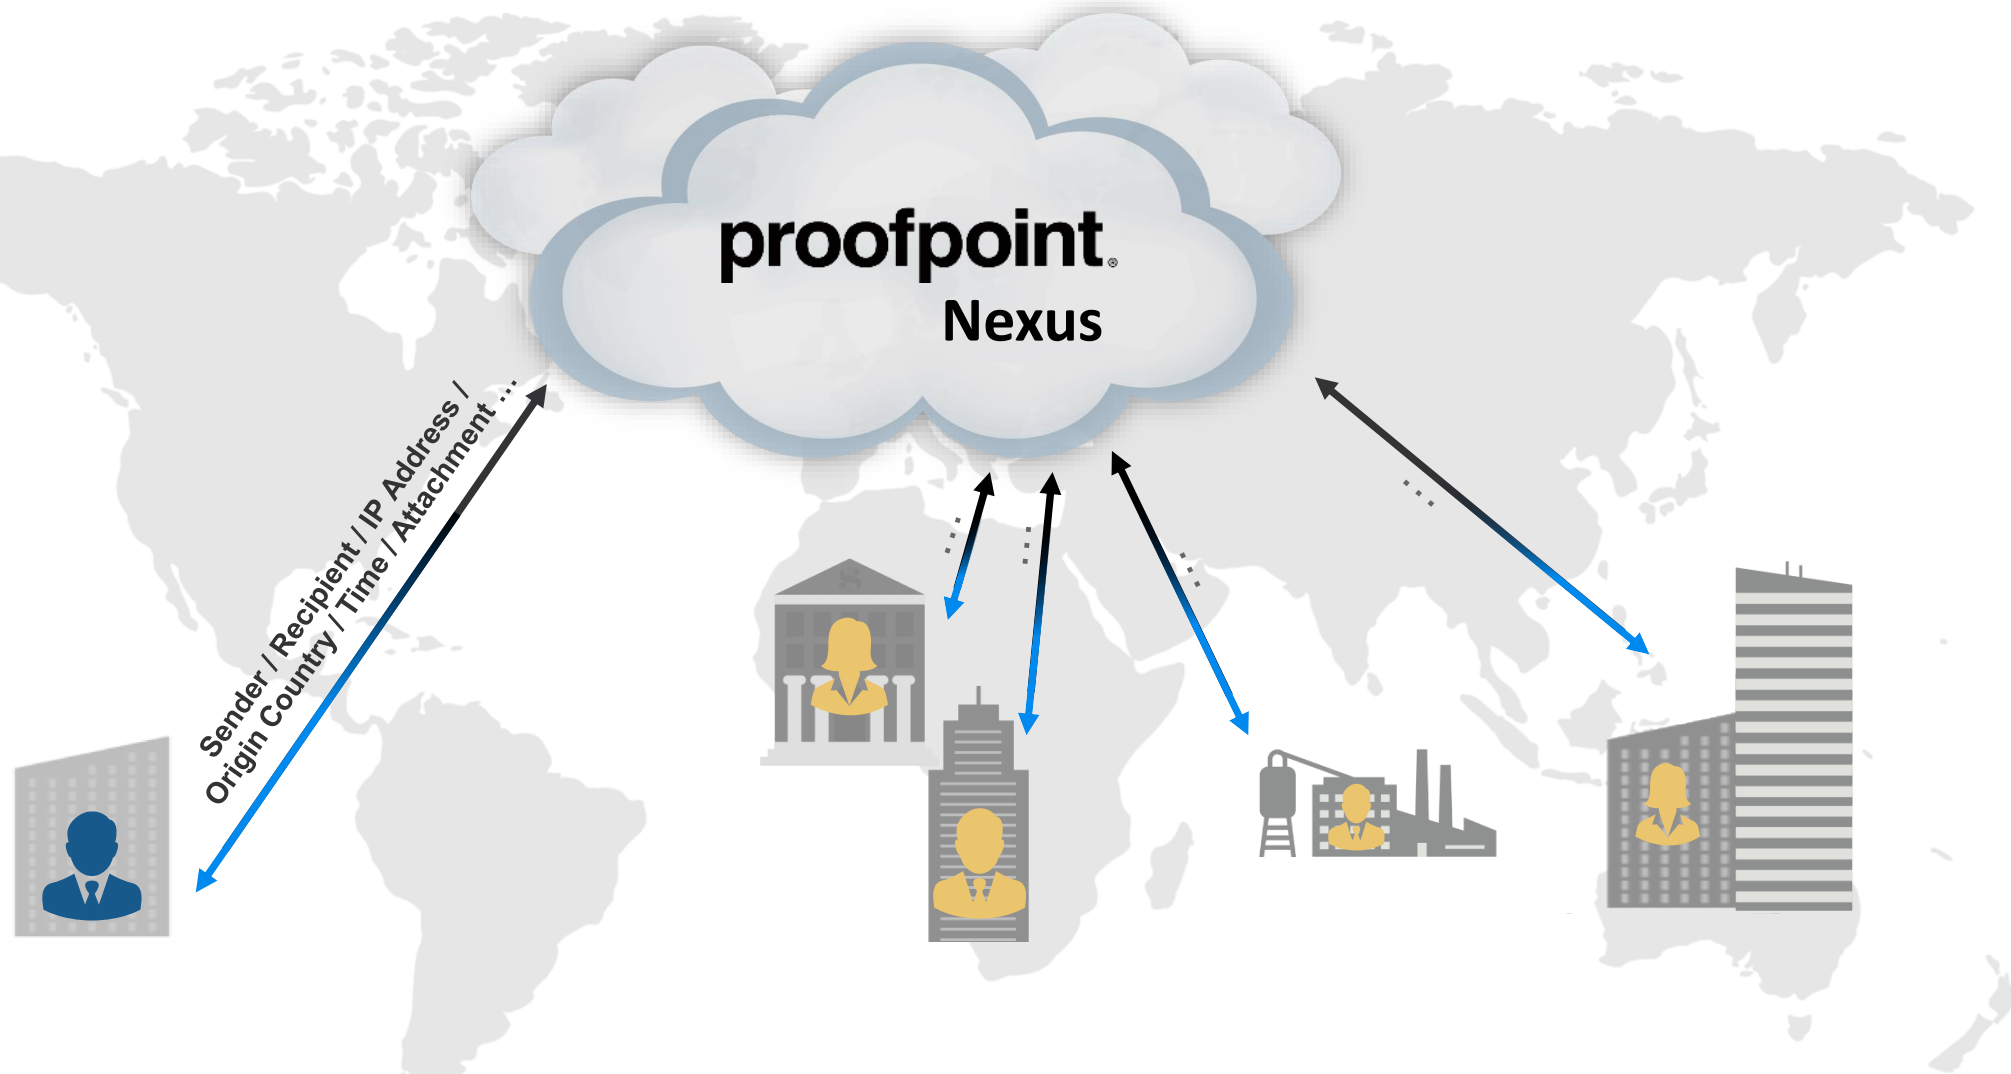 proofpoint®
Nexus
Sender / Recipient / IP Address /
Origin Country / Time / Attachment ...
...
...
...
...
$